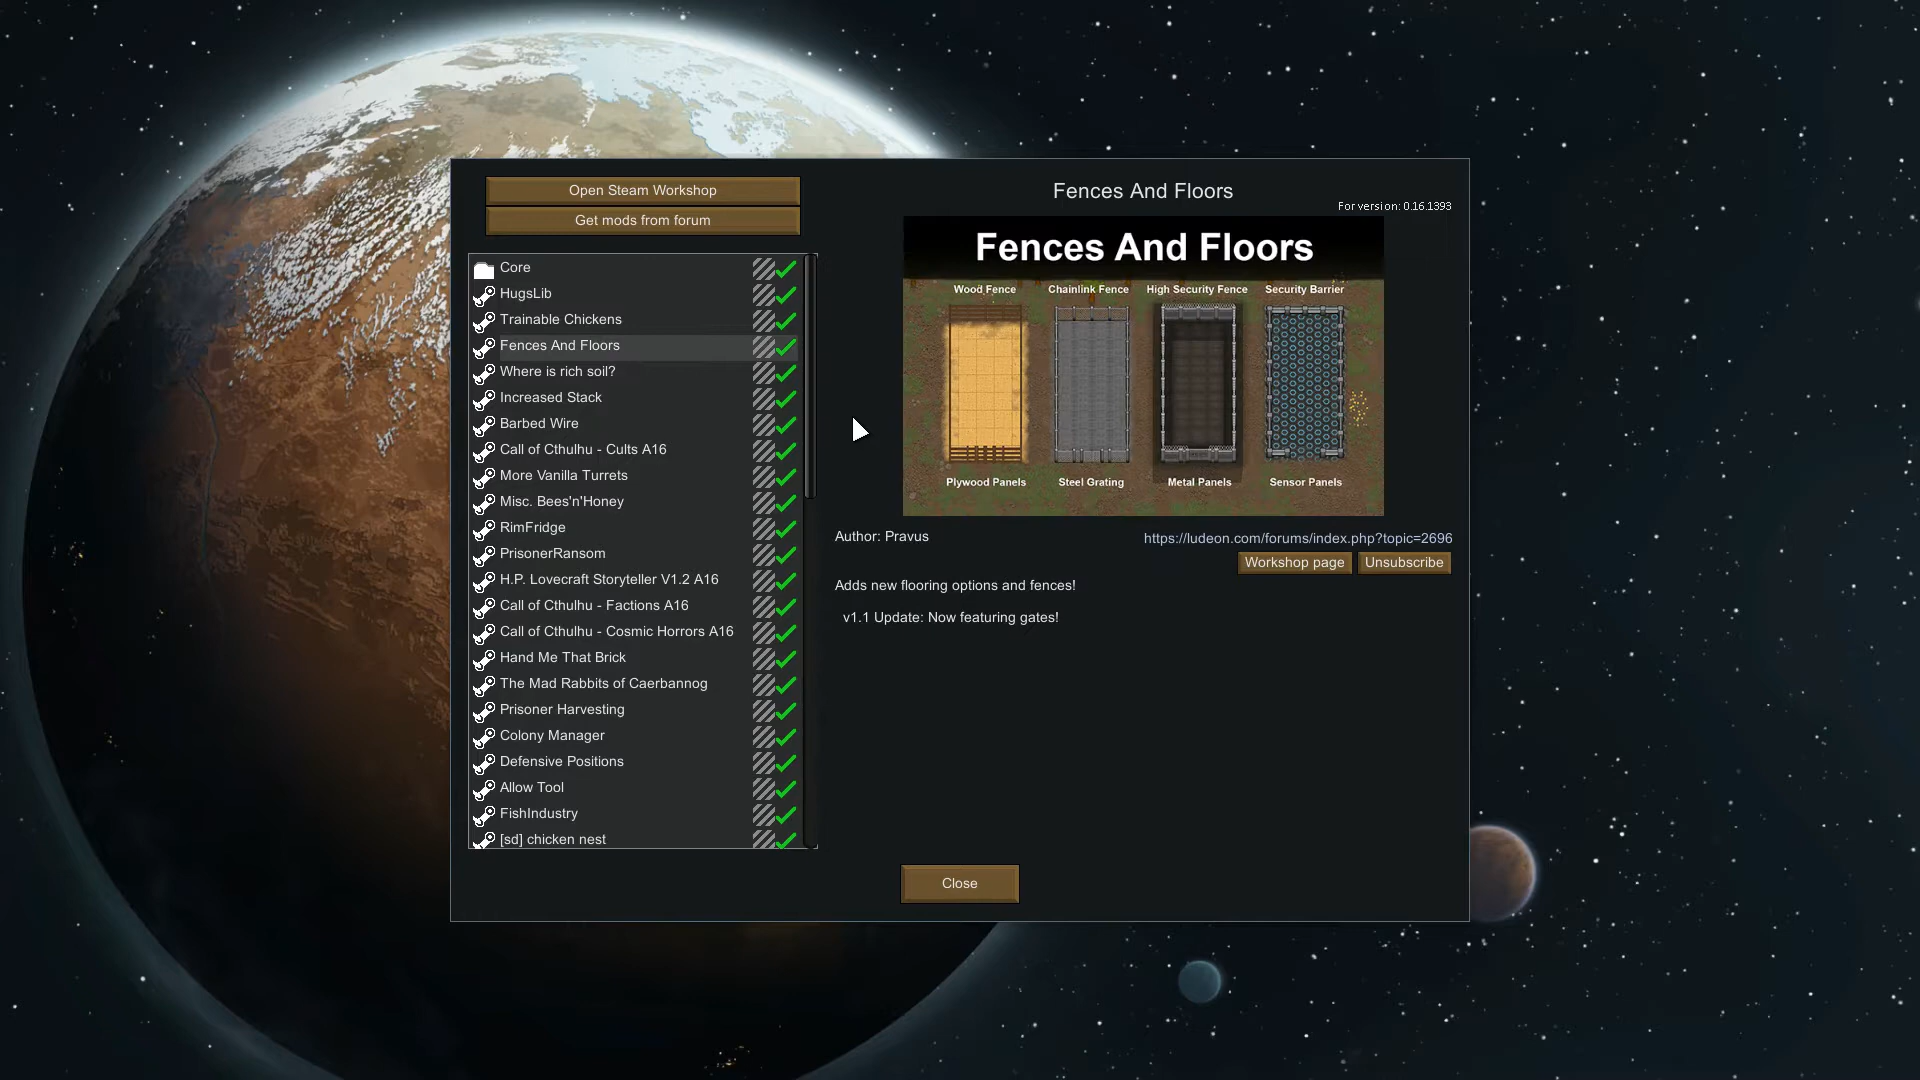 Open Steam Workshop
Get mods from forum
Core
HugsLib
Trainable Chickens
Fences And Floors
Where is rich soil?
Increased Stack
Barbed Wire
Call of Cthulhu - Cults A16
More Vanilla Turrets
Misc. Bees'n'Honey
RimFridge
PrisonerRansom
H.P. Lovecraft Storyteller V1.2 A16
Call of Cthulhu - Factions A16
Call of Cthulhu - Cosmic Horrors A16
Hand Me That Brick
The Mad Rabbits of Caerbannog
Prisoner Harvesting
Colony Manager
Defensive Positions
Allow Tool
FishIndustry
[sd] chicken nest
Fences And Floors
For version: 0.16.1393
Fences And Floors
Wood Fence Chainlink Fence High Security Fence Security Barrier
Plywood Panels Steel Grating Metal Panels Sensor Panels
Author: Pravus https://ludeon.com/forums/index.php?topic=2696
Workshop page Unsubscribe
Adds new flooring options and fences!
v1.1 Update: Now featuring gates!
Close